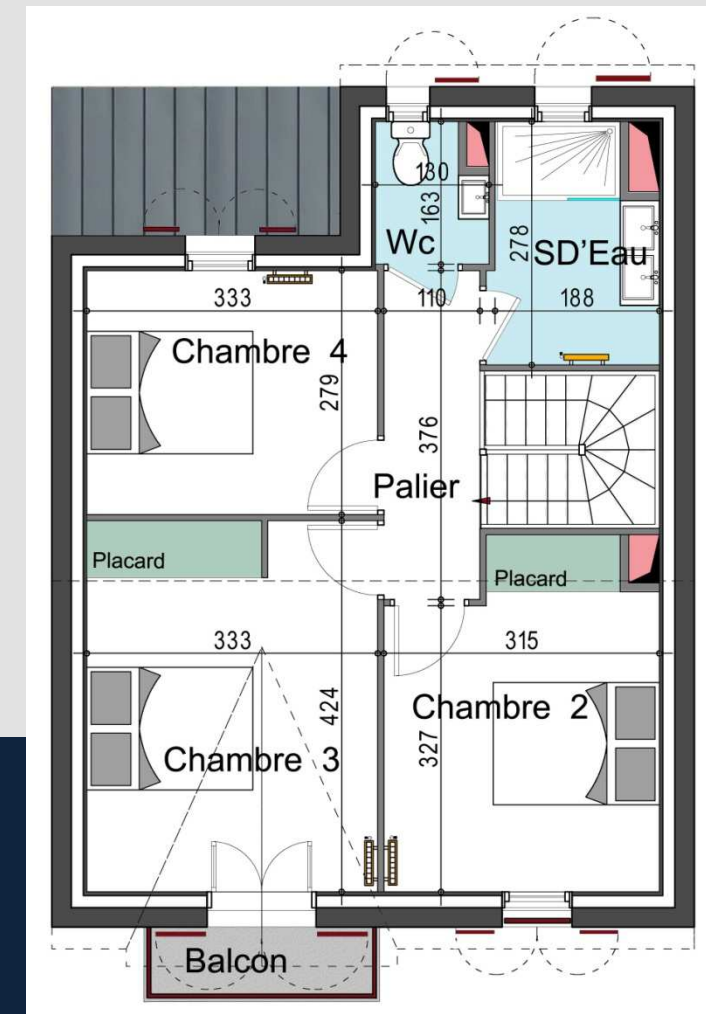 130
163
Wc
278
SD'Eau
333
110
188
Chambre 4
279
376
Palier
Placard
Placard
333
315
424
Chambre 2
327
Chambre 3
Balcon